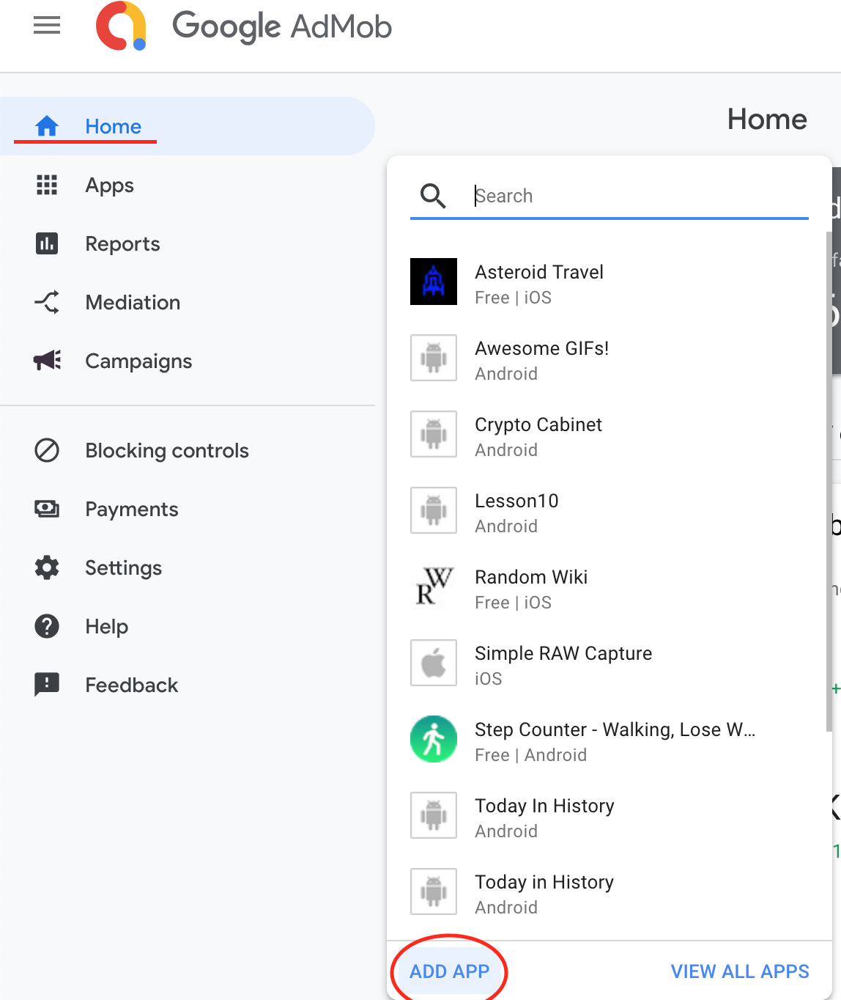 Google AdMob
Home
Apps
Reports
Mediation
Campaigns
Blocking controls
Payments
Settings
Help
Feedback
Home
Search
Asteroid Travel
Free | iOS
Awesome GIFs!
Android
Crypto Cabinet
Android
Lesson10
Android
RW
Random Wiki
Free | iOS
Simple RAW Capture
iOS
Step Counter - Walking, Lose W...
Free | Android
Today In History
Android
Today in History
Android
ADD APP
VIEW ALL APPS